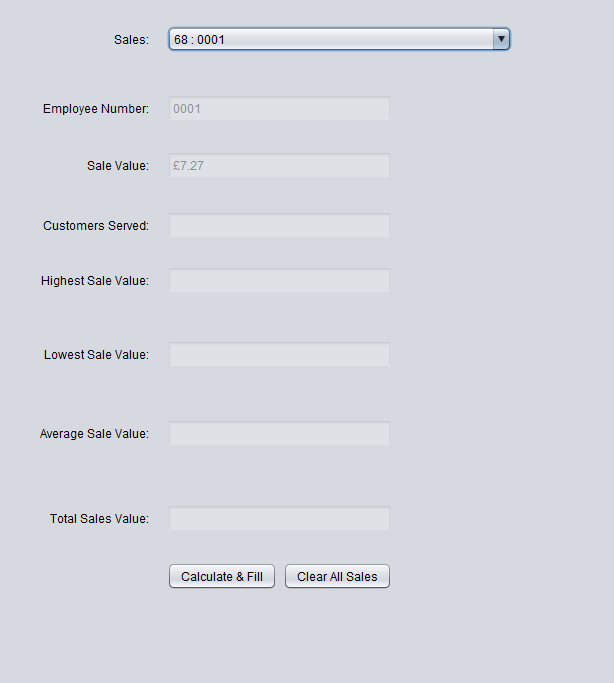 Sales: 68 : 0001
Employee Number: 0001
Sale Value: £7.27
Customers Served:
Highest Sale Value:
Lowest Sale Value:
Average Sale Value:
Total Sales Value:
Calculate & Fill Clear All Sales